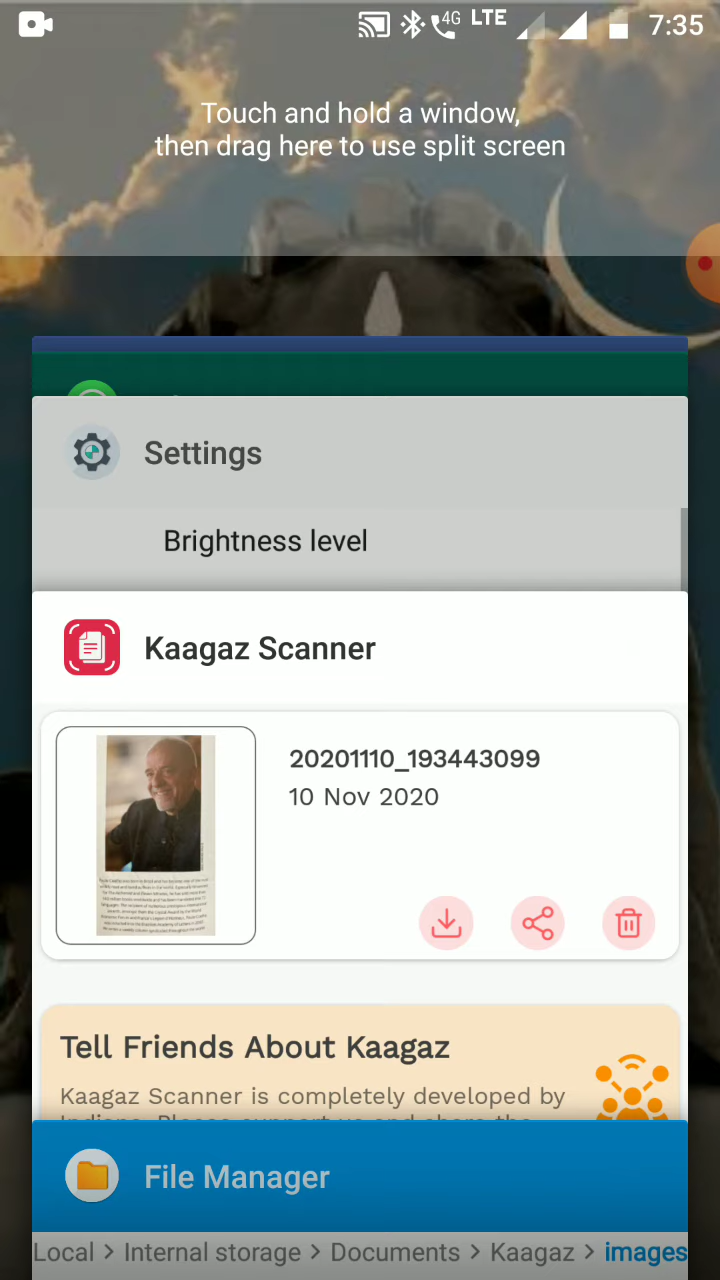 4G LTE 7:35
Touch and hold a window,
then drag here to use split screen
Settings
Brightness level
Kaagaz Scanner
20201110_193443099
10 Nov 2020
Tell Friends About Kaagaz
Kaagaz Scanner is completely developed by
File Manager
Local > Internal storage > Documents > Kaagaz > images